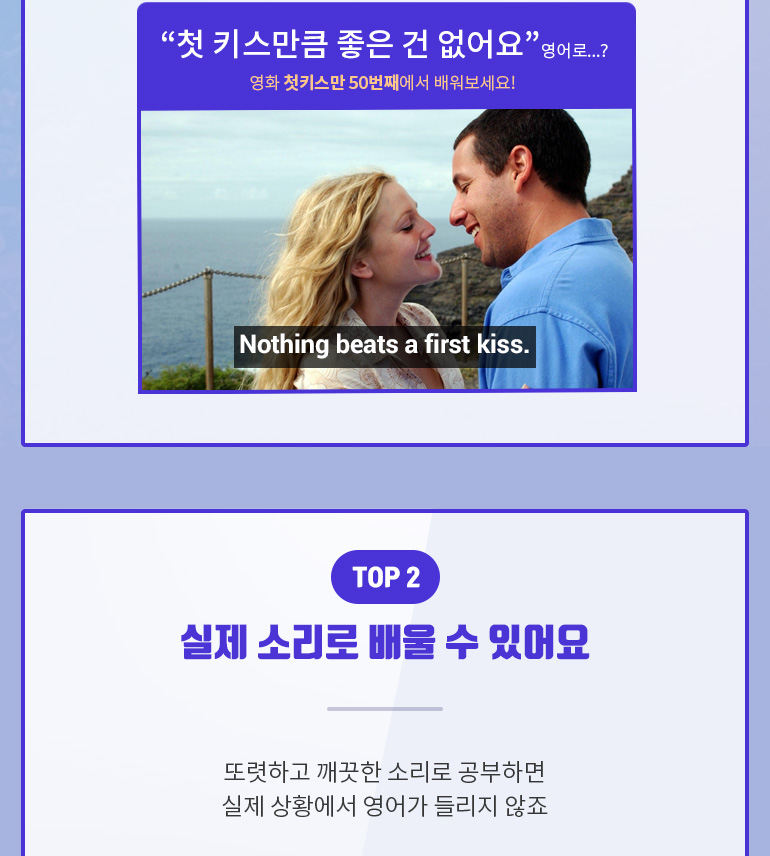 “첫 키스만큼 좋은 건 없어요”영어로...?
영화 첫키스만 50번째에서 배워보세요!
Nothing beats a first kiss.
TOP 2
실제 소리로 배울 수 있어요
또렷하고 깨끗한 소리로 공부하면
실제 상황에서 영어가 들리지 않죠